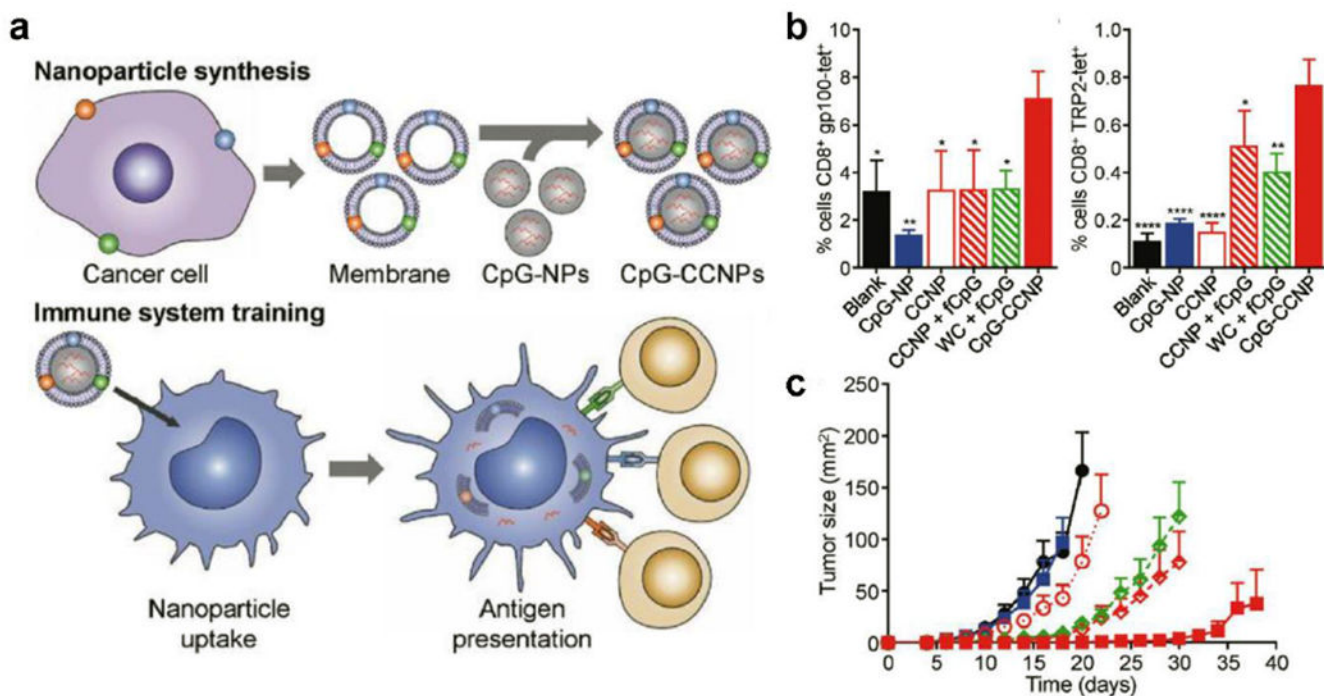 a
Nanoparticle synthesis
Cancer cell
Membrane
CpG-NPs
CpG-CCNPs
Immune system training
Nanoparticle
uptake
Antigen
presentation
b
% cells CD8⁺ gp100-tet⁺
10
8
6
4
2
0
*
**
*
*
*
Blank
CpG-NP
CCNP
CCNP + fCpG
WC + fCpG
CpG-CCNP
% cells CD8⁺ TRP2-tet⁺
1.0
0.8
0.6
0.4
0.2
0
****
****
****
*
**
Blank
CpG-NP
CCNP
CCNP + fCpG
WC + fCpG
CpG-CCNP
c
Tumor size (mm²)
250
200
150
100
50
0
0 5 10 15 20 25 30 35 40
Time (days)